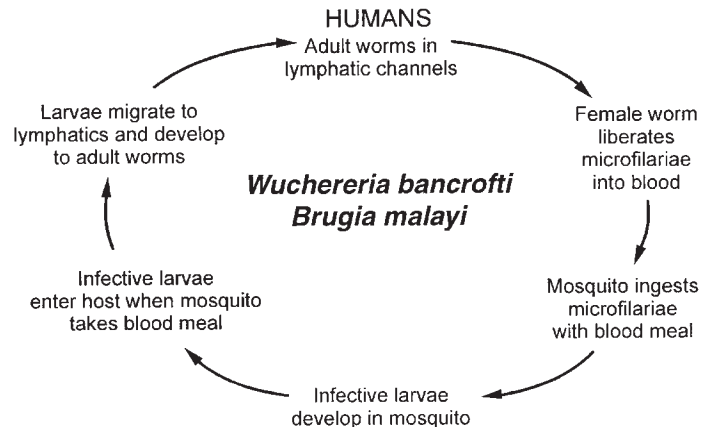 HUMANS
Adult worms in
lymphatic channels
Female worm
liberates
microfilariae
into blood
Mosquito ingests
microfilariae
with blood meal
Infective larvae
develop in mosquito
Infective larvae
enter host when mosquito
takes blood meal
Larvae migrate to
lymphatics and develop
to adult worms
Wuchereria bancrofti
Brugia malayi